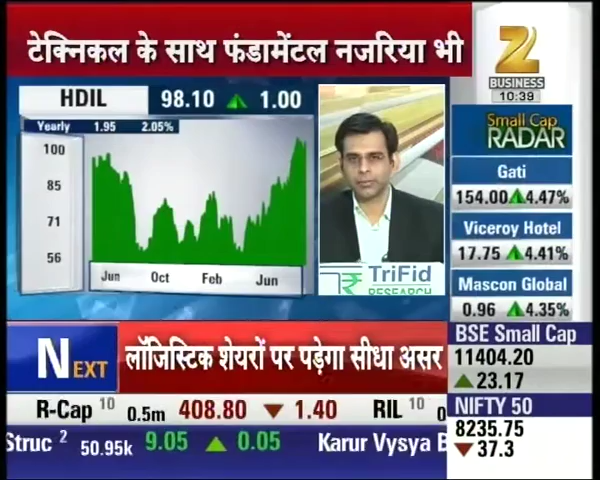 टेक्निकल के साथ फंडामेंटल नजरिया भी
HDIL 98.10 1.00
Yearly 1.95 2.05%
100
85
71
56
Jun Oct Feb Jun
TriFid
RESEARCH
Z
BUSINESS
10:39
Small Cap
RADAR
Gati
154.00 4.47%
Viceroy Hotel
17.75 4.41%
Mascon Global
0.96 4.35%
BSE Small Cap
11404.20
23.17
NIFTY 50
8235.75
37.3
NEXT
लॉजिस्टिक शेयरों पर पड़ेगा सीधा असर
R-Cap 10 0.5m 408.80 1.40 RIL 10 0
Struc 2 50.95k 9.05 0.05 Karur Vysya B